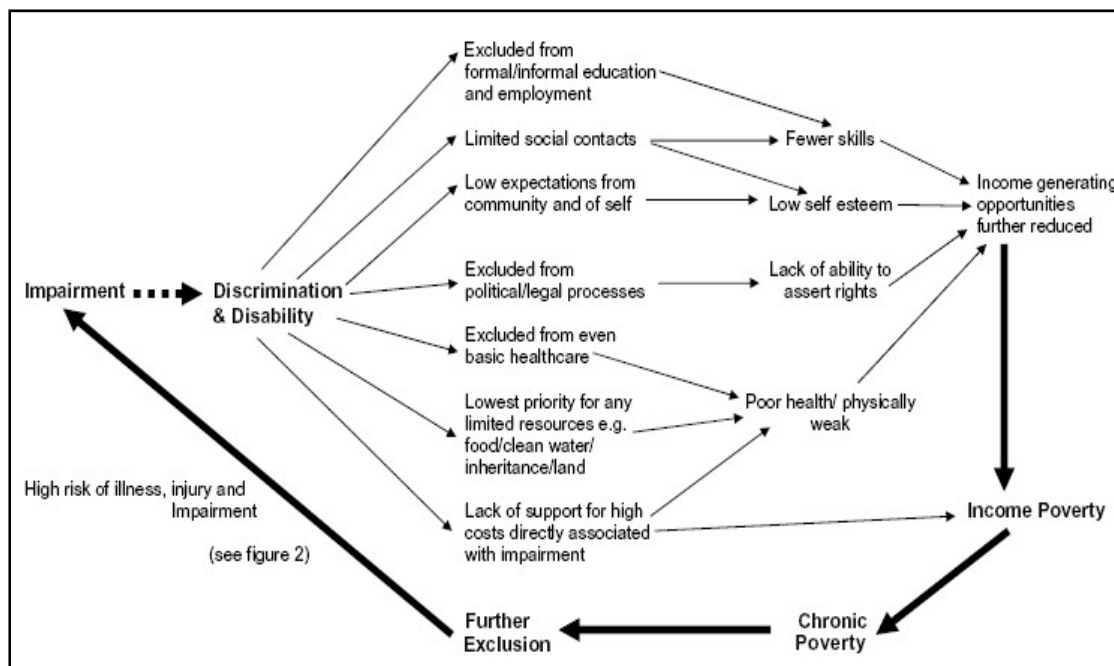 Excluded from
formal/informal education
and employment
Limited social contacts
Fewer skills
Low expectations from
community and of self
Low self esteem
Income generating
opportunities
further reduced
Impairment
Discrimination
& Disability
Excluded from
political/legal processes
Lack of ability to
assert rights
Excluded from even
basic healthcare
Lowest priority for any
limited resources e.g.
food/clean water/
inheritance/land
Poor health/ physically
weak
High risk of illness, injury and
Impairment
(see figure 2)
Lack of support for high
costs directly associated
with impairment
Income Poverty
Further
Exclusion
Chronic
Poverty